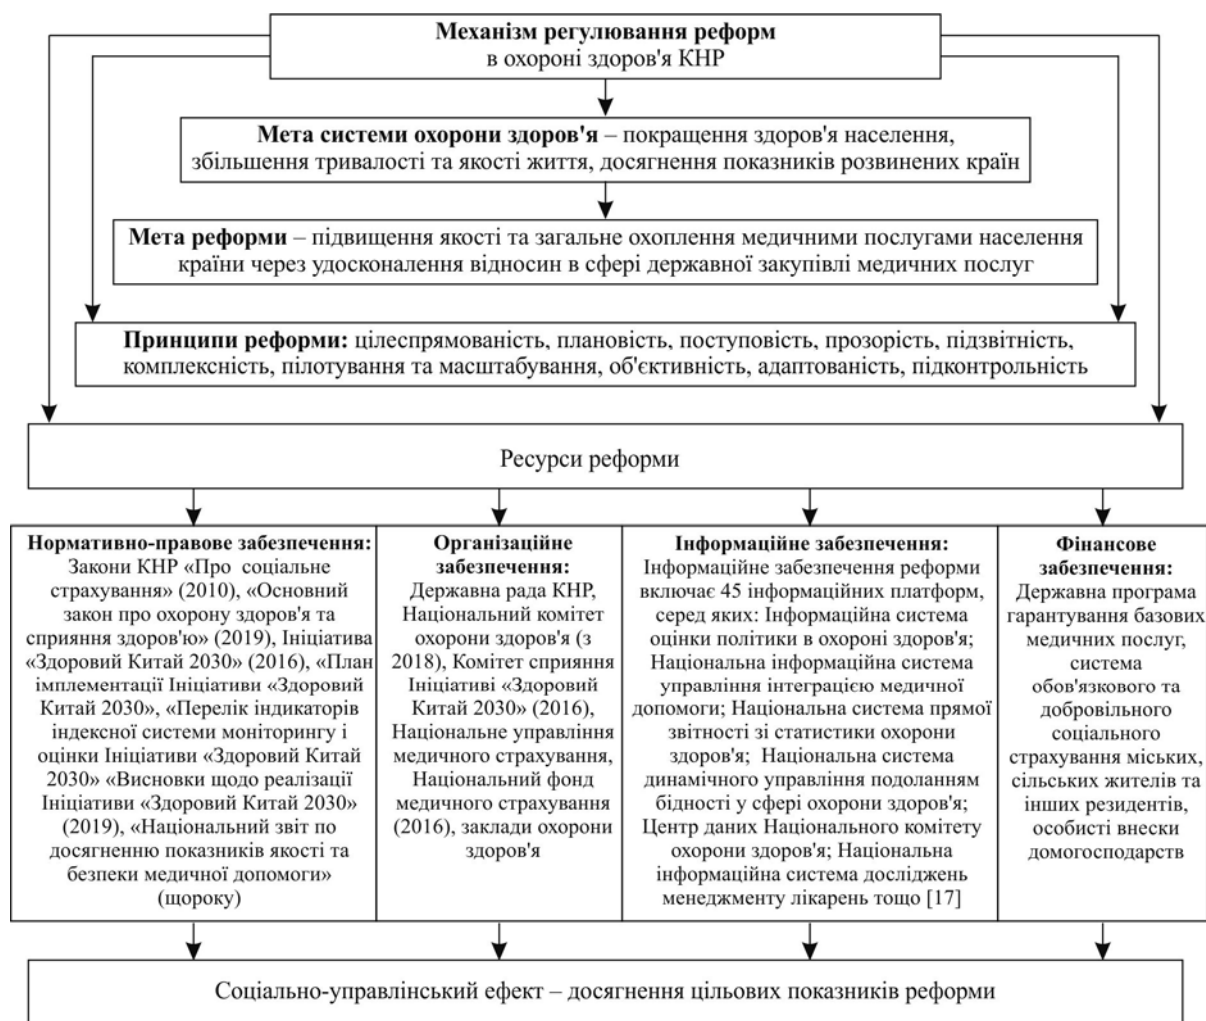 Механізм регулювання реформ
в охороні здоров'я КНР
Мета системи охорони здоров'я – покращення здоров'я населення,
збільшення тривалості та якості життя, досягнення показників розвинених країн
Мета реформи – підвищення якості та загальне охоплення медичними послугами населення
країни через удосконалення відносин в сфері державної закупівлі медичних послуг
Принципи реформи: цілеспрямованість, плановість, поступовість, прозорість, підзвітність,
комплексність, пілотування та масштабування, об'єктивність, адаптованість, підконтрольність
Ресурси реформи
Нормативно-правове забезпечення:
Закони КНР «Про соціальне
страхування» (2010), «Основний
закон про охорону здоров'я та
сприяння здоров'ю» (2019), Ініціатива
«Здоровий Китай 2030» (2016), «План
імплементації Ініціативи «Здоровий
Китай 2030», «Перелік індикаторів
індексної системи моніторингу і
оцінки Ініціативи «Здоровий Китай
2030» «Висновки щодо реалізації
Ініціативи «Здоровий Китай 2030»
(2019), «Національний звіт по
досягненню показників якості та
безпеки медичної допомоги»
(щороку)
Організаційне
забезпечення:
Державна рада КНР,
Національний комітет
охорони здоров'я (з
2018), Комітет сприяння
Ініціативі «Здоровий
Китай 2030» (2016),
Національне управління
медичного страхування,
Національний фонд
медичного страхування
(2016), заклади охорони
здоров'я
Інформаційне забезпечення:
Інформаційне забезпечення реформи
включає 45 інформаційних платформ,
серед яких: Інформаційна система
оцінки політики в охороні здоров'я;
Національна інформаційна система
управління інтеграцією медичної
допомоги; Національна система прямої
звітності зі статистики охорони
здоров'я; Національна система
динамічного управління подоланням
бідності у сфері охорони здоров'я;
Центр даних Національного комітету
охорони здоров'я; Національна
інформаційна система досліджень
менеджменту лікарень тощо [17]
Фінансове
забезпечення:
Державна програма
гарантування базових
медичних послуг,
система
обов'язкового та
добровільного
соціального
страхування міських,
сільських жителів та
інших резидентів,
особисті внески
домогосподарств
Соціально-управлінський ефект – досягнення цільових показників реформи